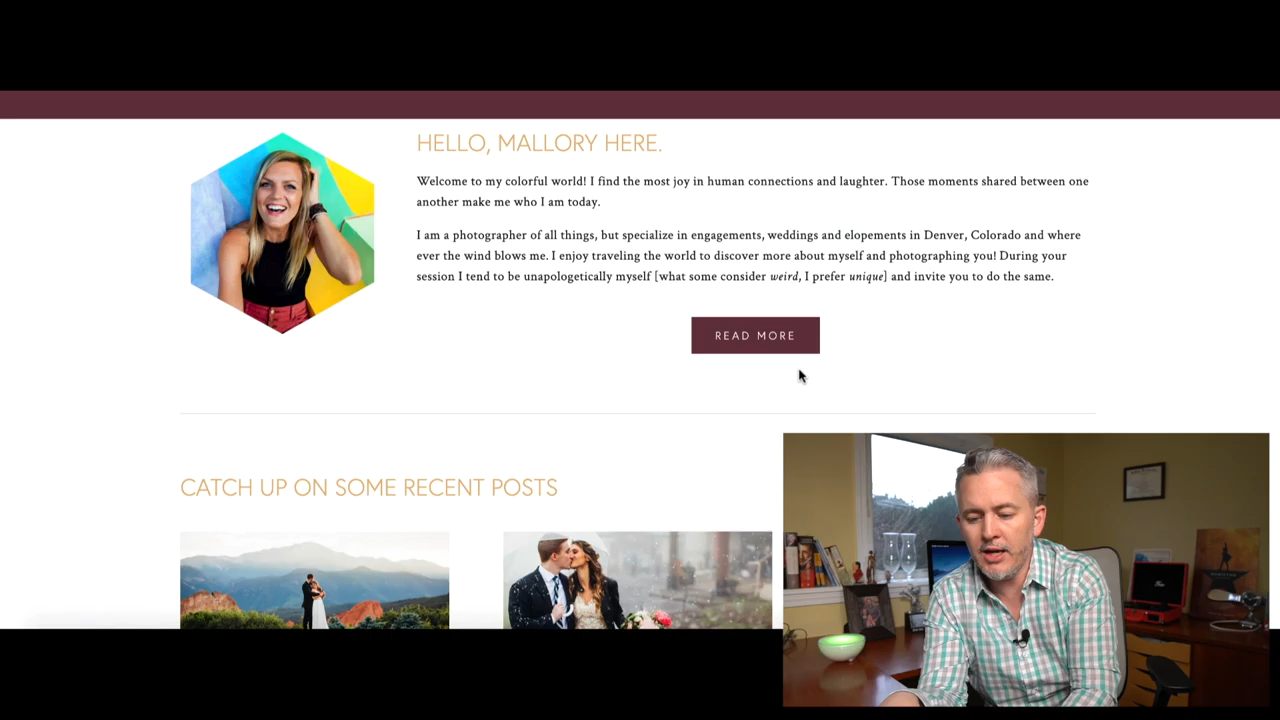 HELLO, MALLORY HERE.
Welcome to my colorful world! I find the most joy in human connections and laughter. Those moments shared between one
another make me who I am today.
I am a photographer of all things, but specialize in engagements, weddings and elopements in Denver, Colorado and where
ever the wind blows me. I enjoy traveling the world to discover more about myself and photographing you! During your
session I tend to be unapologetically myself [what some consider weird, I prefer unique] and invite you to do the same.
READ MORE
CATCH UP ON SOME RECENT POSTS
HAMILTON